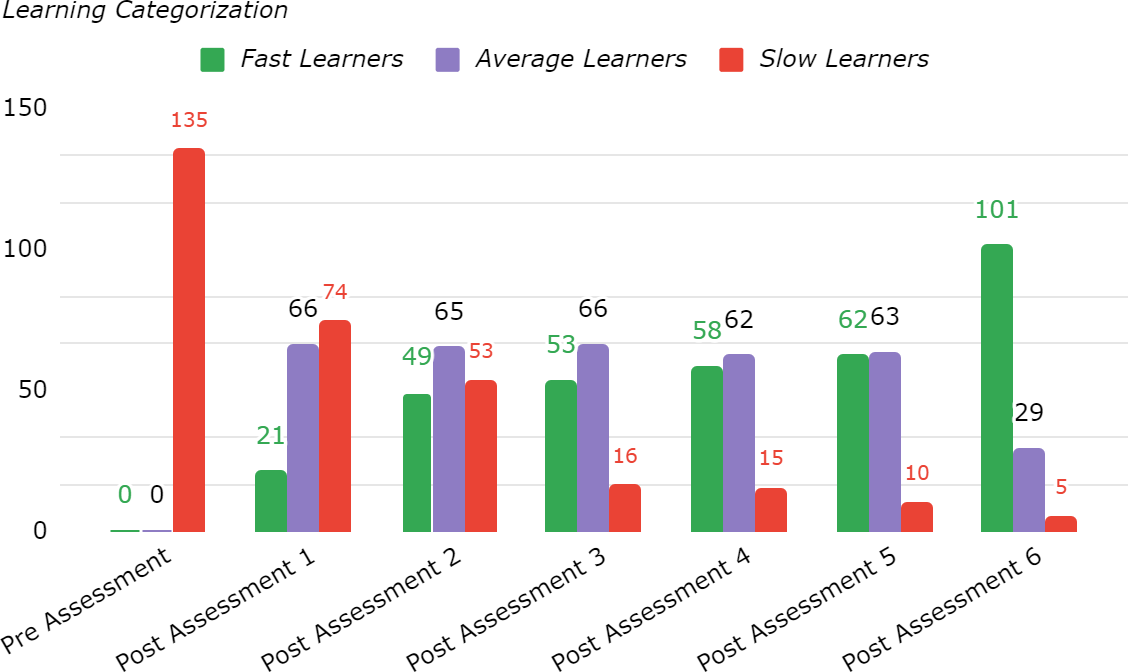 Learning Categorization
Fast Learners Average Learners Slow Learners
150
135
101
100
66 74
65
66
58 62
62 63
49 53
53
50
29
21
16
15
10
5
0 0
0
Pre Assessment
Post Assessment 1
Post Assessment 2
Post Assessment 3
Post Assessment 4
Post Assessment 5
Post Assessment 6